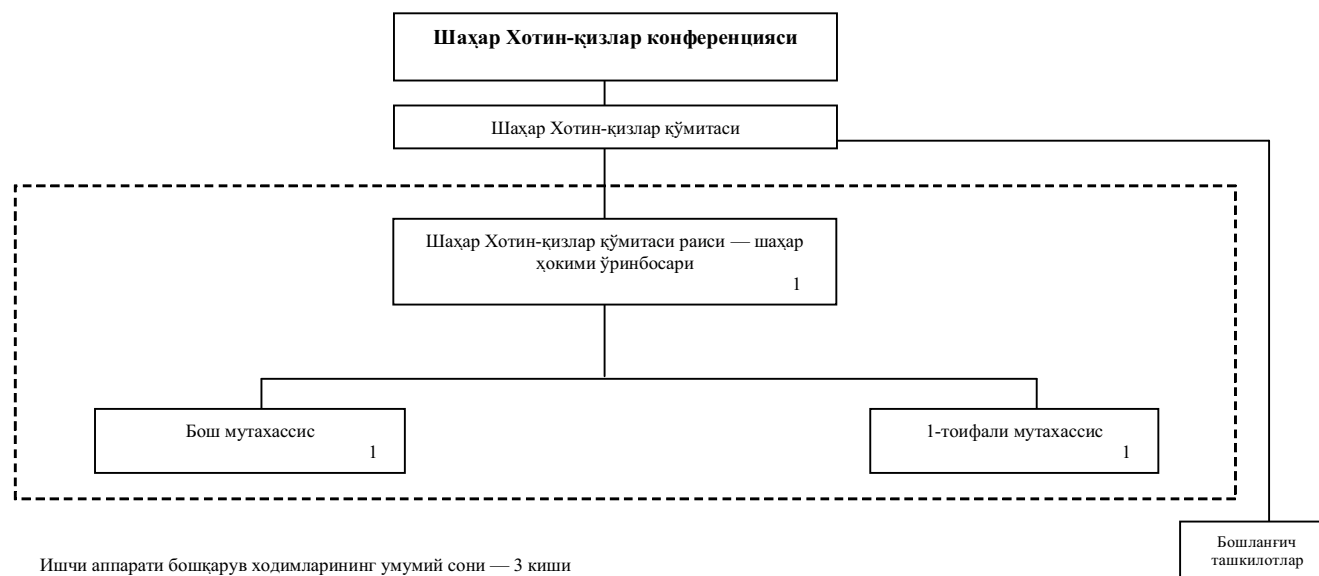 Шаҳар Хотин-қизлар конференцияси
Шаҳар Хотин-қизлар қўмитаси
Шаҳар Хотин-қизлар қўмитаси раиси — шаҳар
ҳокими ўринбосари
1
Бош мутахассис
1
1-тоифали мутахассис
1
Бошланғич
ташкилотлар
Ишчи аппарати бошқарув ходимларининг умумий сони — 3 киши